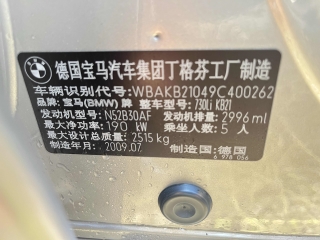 德国宝马汽车集团丁格芬工厂制造
车辆识别代号:WBAKB21049C400262
品牌:宝马(BMW)牌 整车型号:730Li KB21
发动机型号:N52B30AF 发动机排量:2996ml
最大净功率:190 kW 乘坐人数:5 人
最大设计总质量:2515kg
制造年月:2009.07. 制造国:德国
6 978 056